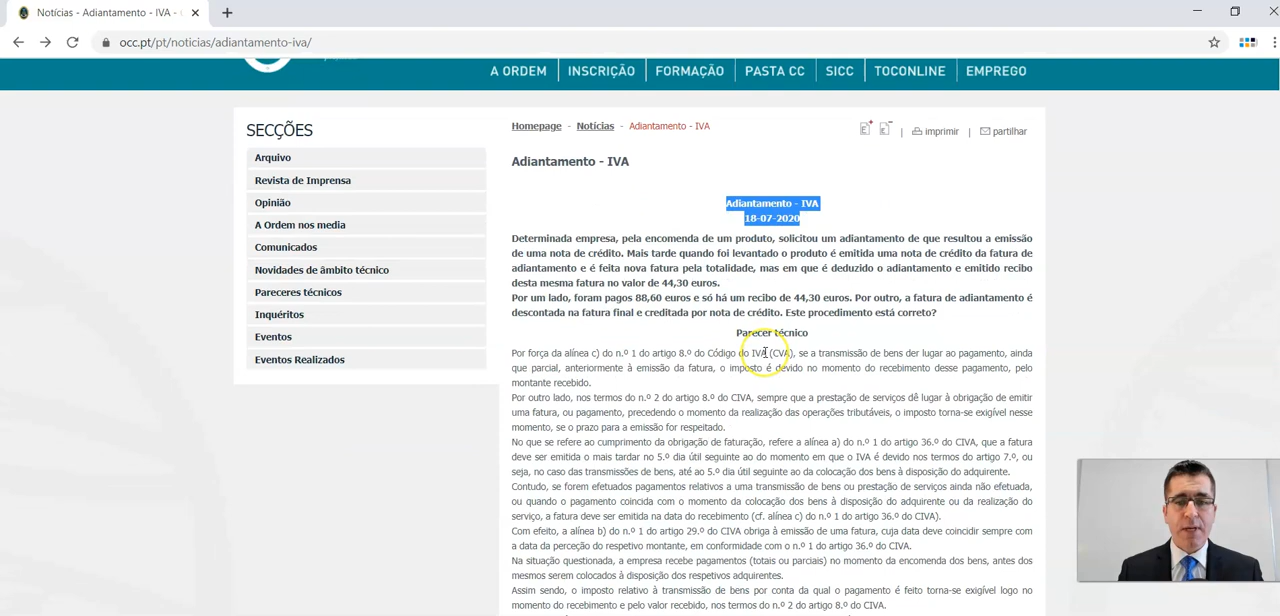 Notícias - Adiantamento - IVA -
occ.pt/pt/noticias/adiantamento-iva/
A ORDEM
INSCRIÇÃO
FORMAÇÃO
PASTA CC
SICC
TOCONLINE
EMPREGO
SECÇÕES
Arquivo
Revista de Imprensa
Opinião
A Ordem nos media
Comunicados
Novidades de âmbito técnico
Pareceres técnicos
Inquéritos
Eventos
Eventos Realizados
Homepage - Notícias - Adiantamento - IVA
E+ E- | imprimir | partilhar
Adiantamento - IVA
Adiantamento - IVA
18-07-2020
Determinada empresa, pela encomenda de um produto, solicitou um adiantamento de que resultou a emissão
de uma nota de crédito. Mais tarde quando foi levantado o produto é emitida uma nota de crédito da fatura de
adiantamento e é feita nova fatura pela totalidade, mas em que é deduzido o adiantamento e emitido recibo
desta mesma fatura no valor de 44,30 euros.
Por um lado, foram pagos 88,60 euros e só há um recibo de 44,30 euros. Por outro, a fatura de adiantamento é
descontada na fatura final e creditada por nota de crédito. Este procedimento está correto?
Parecer técnico
Por força da alínea c) do n.º 1 do artigo 8.º do Código do IVA (CVA), se a transmissão de bens der lugar ao pagamento, ainda
que parcial, anteriormente à emissão da fatura, o imposto é devido no momento do recebimento desse pagamento, pelo
montante recebido.
Por outro lado, nos termos do n.º 2 do artigo 8.º do CIVA, sempre que a prestação de serviços dê lugar à obrigação de emitir
uma fatura, ou pagamento, precedendo o momento da realização das operações tributáveis, o imposto torna-se exigível nesse
momento, se o prazo para a emissão for respeitado.
No que se refere ao cumprimento da obrigação de faturação, refere a alínea a) do n.º 1 do artigo 36.º do CIVA, que a fatura
deve ser emitida o mais tardar no 5.º dia útil seguinte ao do momento em que o IVA é devido nos termos do artigo 7.º, ou
seja, no caso das transmissões de bens, até ao 5.º dia útil seguinte ao da colocação dos bens à disposição do adquirente.
Contudo, se forem efetuados pagamentos relativos a uma transmissão de bens ou prestação de serviços ainda não efetuada,
ou quando o pagamento coincida com o momento da colocação dos bens à disposição do adquirente ou da realização do
serviço, a fatura deve ser emitida na data do recebimento (cf. alínea c) do n.º 1 do artigo 36.º do CIVA).
Com efeito, a alínea b) do n.º 1 do artigo 29.º do CIVA obriga à emissão de uma fatura, cuja data deve coincidir sempre com
a data da perceção do respetivo montante, em conformidade com o n.º 1 do artigo 36.º do CIVA.
Na situação questionada, a empresa recebe pagamentos (totais ou parciais) no momento da encomenda dos bens, antes dos
mesmos serem colocados à disposição dos respetivos adquirentes.
Assim sendo, o imposto relativo à transmissão de bens por conta da qual o pagamento é feito torna-se exigível logo no
momento do recebimento e pelo valor recebido, nos termos do n.º 2 do artigo 8.º do CIVA.